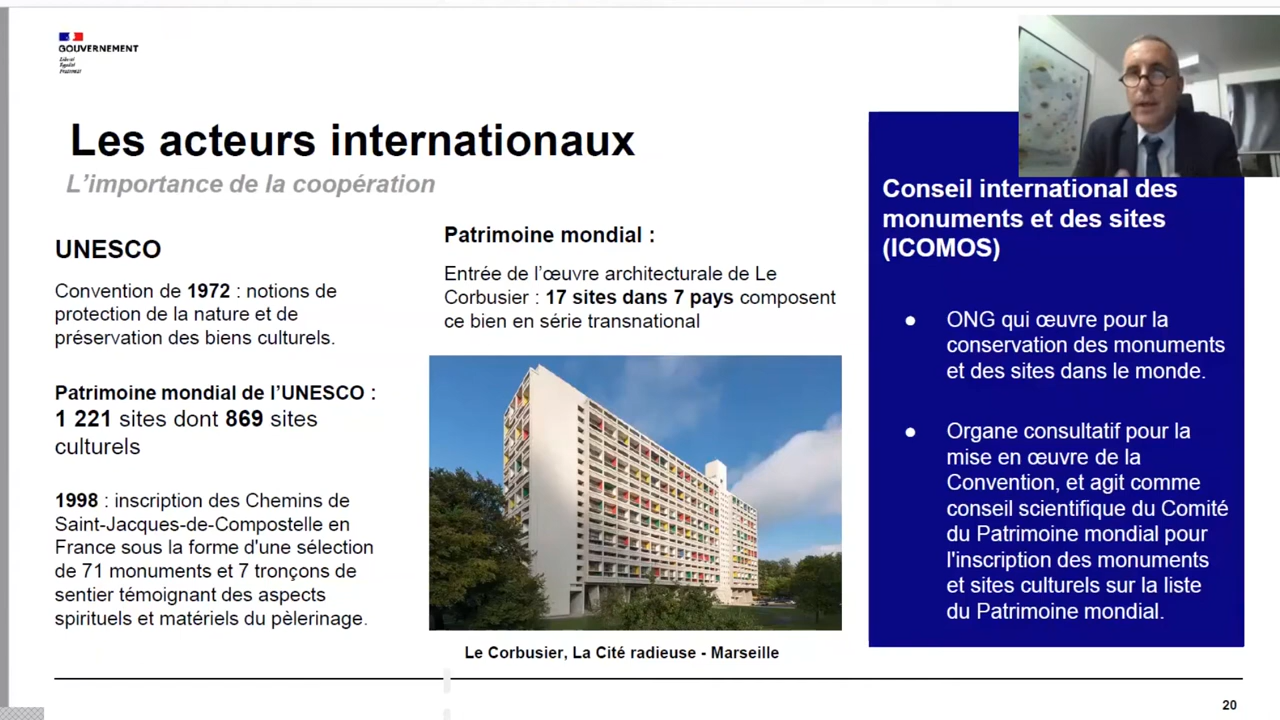 GOUVERNEMENT
Liberté
Égalité
Fraternité
Les acteurs internationaux
L’importance de la coopération
UNESCO
Convention de 1972 : notions de
protection de la nature et de
préservation des biens culturels.
Patrimoine mondial de l’UNESCO :
1 221 sites dont 869 sites
culturels
1998 : inscription des Chemins de
Saint-Jacques-de-Compostelle en
France sous la forme d'une sélection
de 71 monuments et 7 tronçons de
sentier témoignant des aspects
spirituels et matériels du pèlerinage.
Patrimoine mondial :
Entrée de l’œuvre architecturale de Le
Corbusier : 17 sites dans 7 pays composent
ce bien en série transnational
Le Corbusier, La Cité radieuse - Marseille
Conseil international des
monuments et des sites
(ICOMOS)
● ONG qui œuvre pour la
conservation des monuments
et des sites dans le monde.
● Organe consultatif pour la
mise en œuvre de la
Convention, et agit comme
conseil scientifique du Comité
du Patrimoine mondial pour
l'inscription des monuments
et sites culturels sur la liste
du Patrimoine mondial.
20